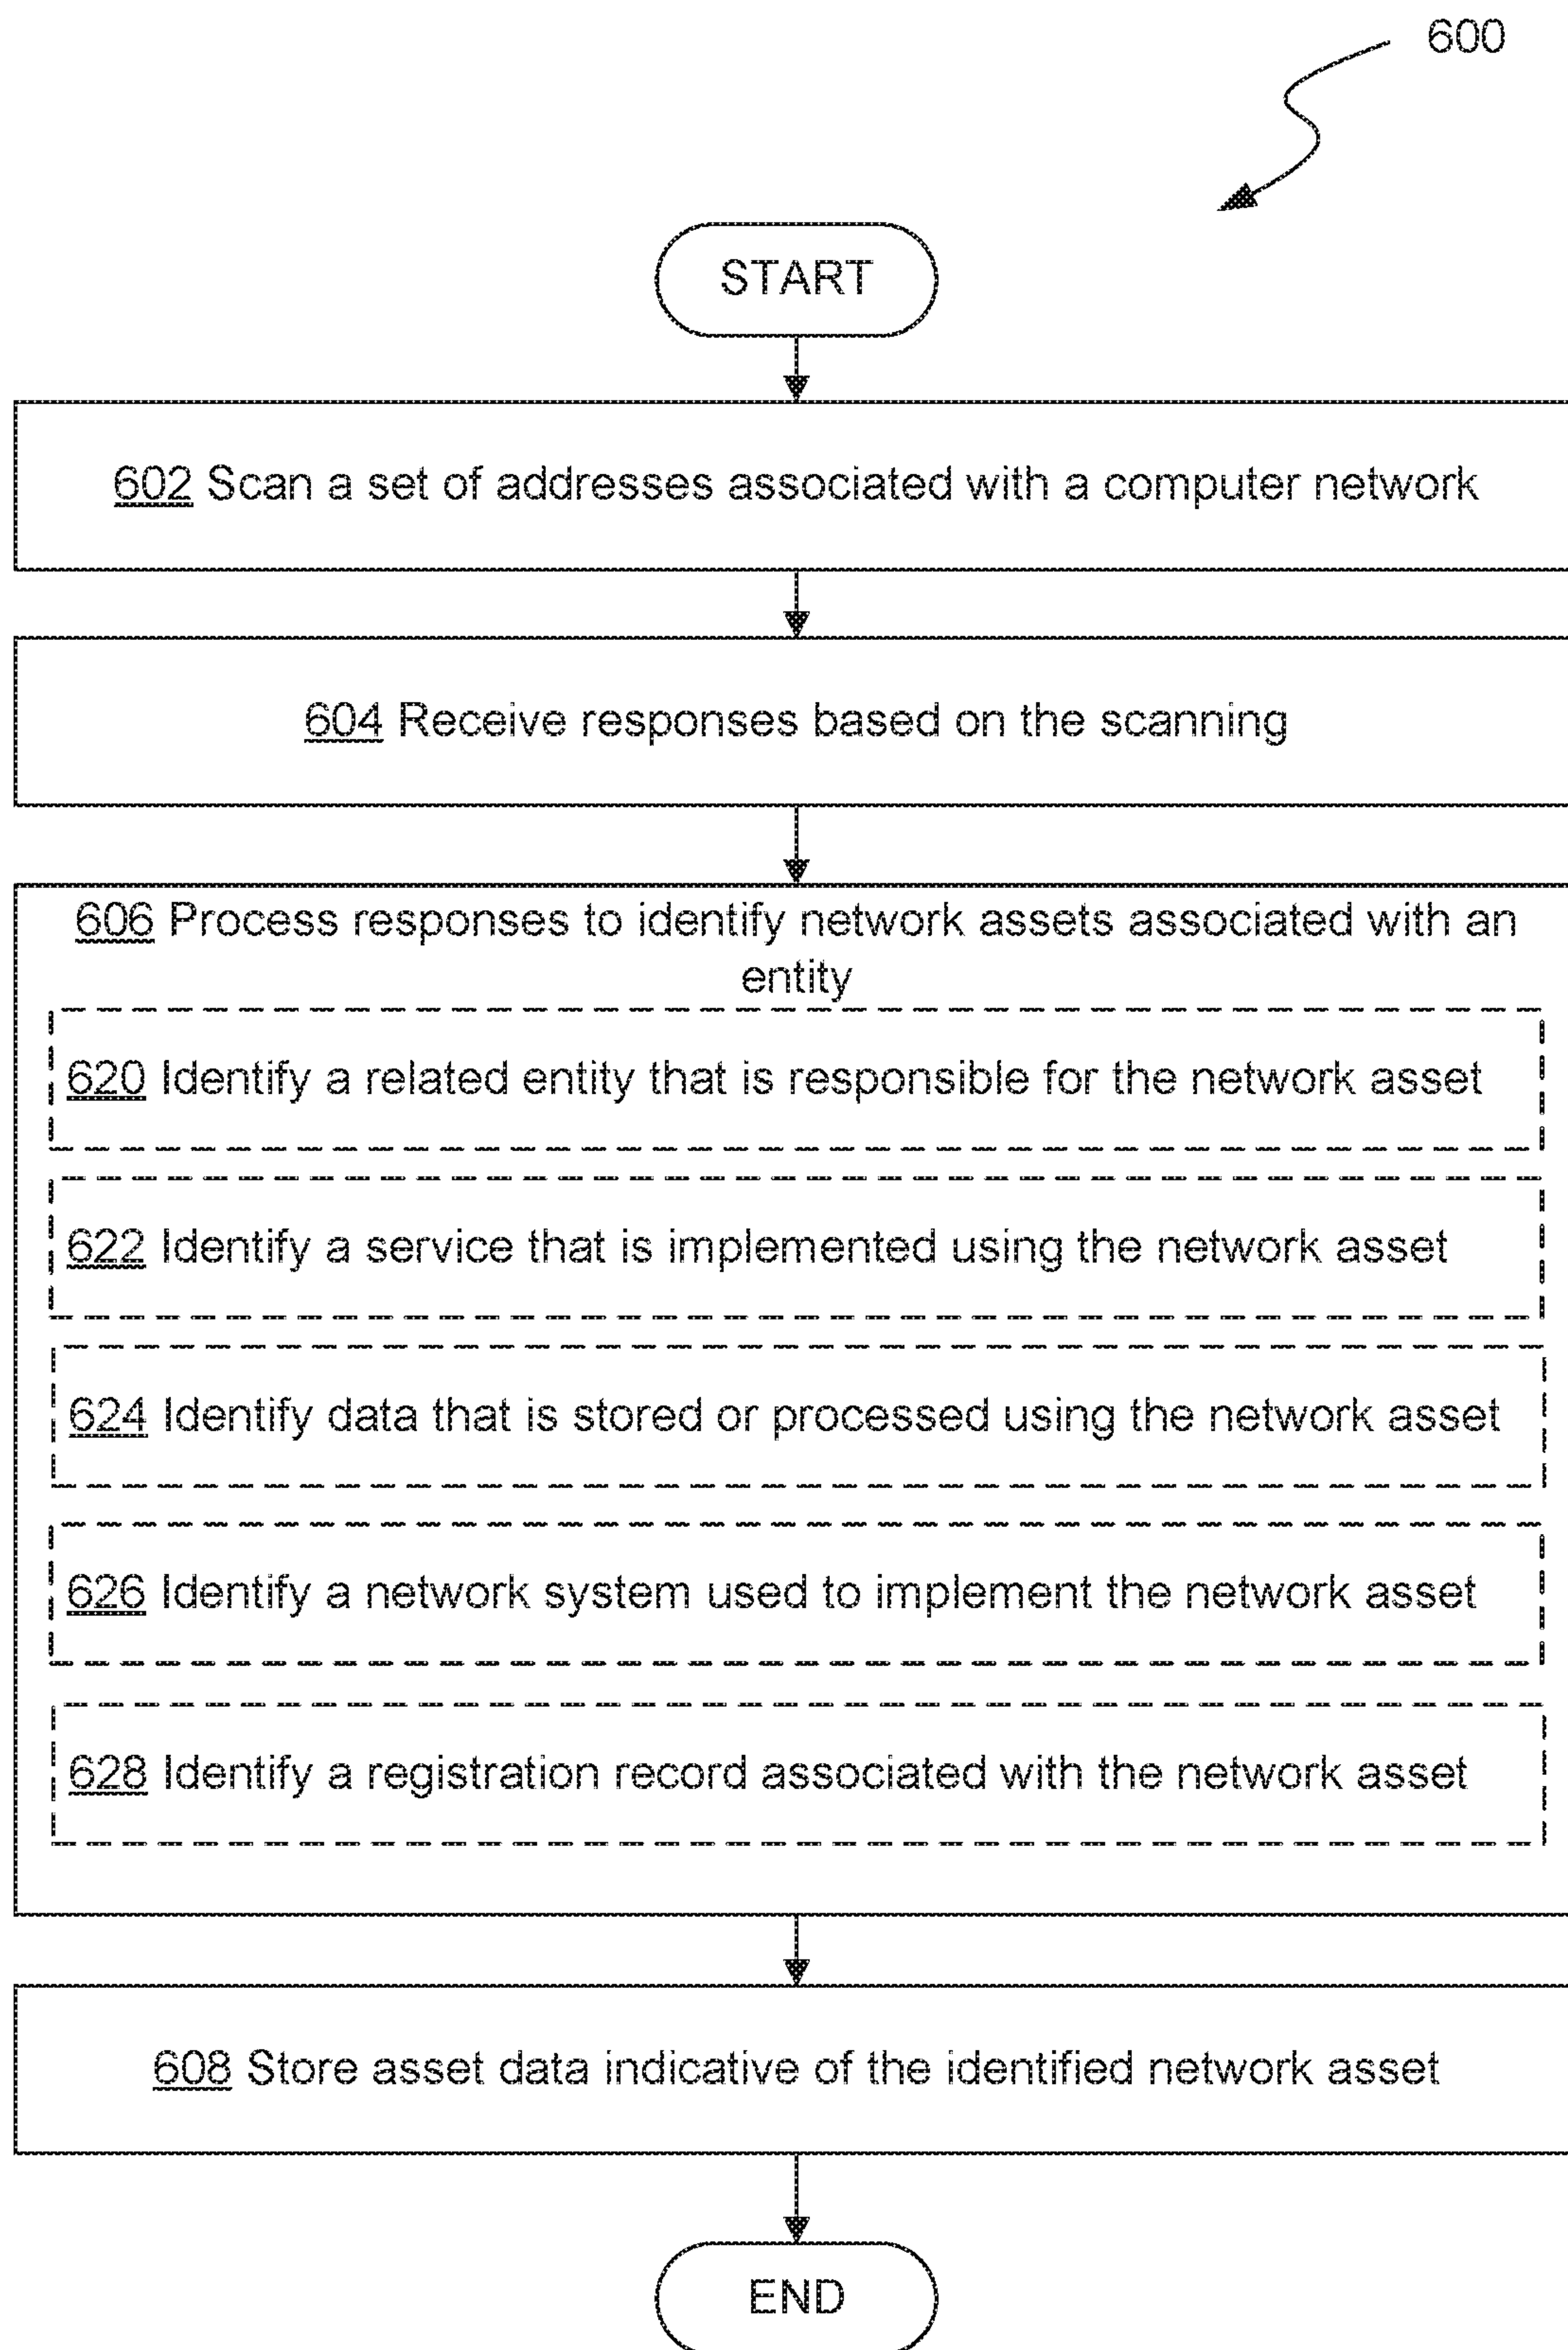 600
START
602 Scan a set of addresses associated with a computer network
604 Receive responses based on the scanning
606 Process responses to identify network assets associated with an
entity
620 Identify a related entity that is responsible for the network asset
622 Identify a service that is implemented using the network asset
624 Identify data that is stored or processed using the network asset
626 Identify a network system used to implement the network asset
628 Identify a registration record associated with the network asset
608 Store asset data indicative of the identified network asset
END